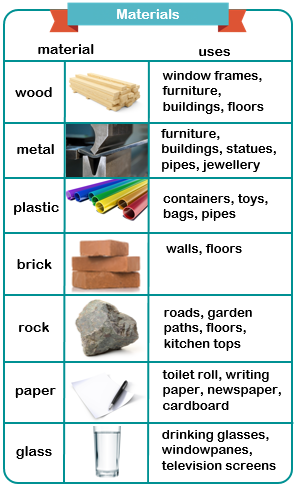 Materials
material uses
wood
window frames,
furniture,
buildings, floors
metal
furniture,
buildings, statues,
pipes, jewellery
plastic
containers, toys,
bags, pipes
brick
walls, floors
rock
roads, garden
paths, floors,
kitchen tops
paper
toilet roll, writing
paper, newspaper,
cardboard
glass
drinking glasses,
windowpanes,
television screens